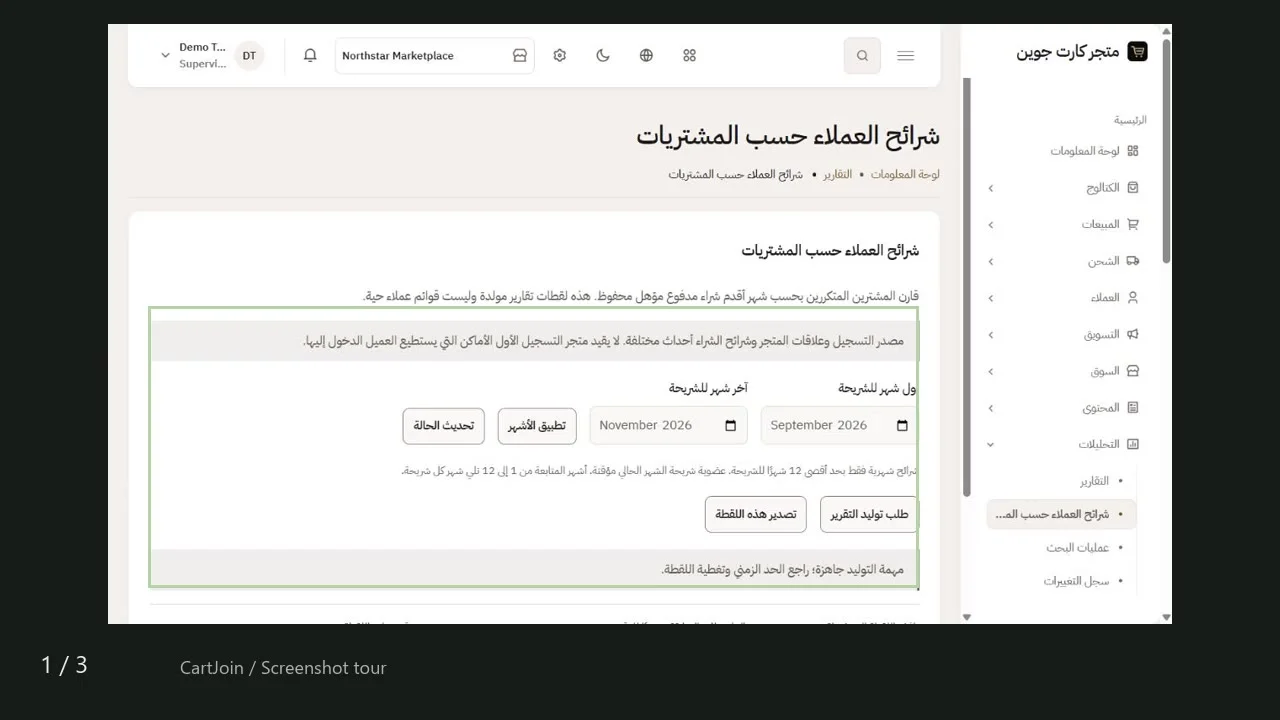 متجر كارت جوين
Northstar Marketplace
DT
Demo T...
Supervi...
الرئيسية
لوحة المعلومات
الكتالوج
المبيعات
الشحن
العملاء
التسويق
السوق
المحتوى
التحليلات
التقارير
شرائح العملاء حسب المـ...
عمليات البحث
سجل التغييرات
شرائح العملاء حسب المشتريات
لوحة المعلومات • التقارير • شرائح العملاء حسب المشتريات
شرائح العملاء حسب المشتريات
قارن المشترين المتكررين بحسب شهر أقدم شراء مدفوع مؤهل محفوظ. هذه لقطات تقارير مولدة وليست قوائم عملاء حية.
مصدر التسجيل وعلاقات المتجر وشرائح الشراء أحداث مختلفة. لا يقيد متجر التسجيل الأول الأماكن التي يستطيع العميل الدخول إليها.
ول شهر للشريحة
آخر شهر للشريحة
September 2026
November 2026
تطبيق الأشهر
تحديث الحالة
شرائح شهرية فقط بحد أقصى 12 شهرًا للشريحة. عضوية شريحة الشهر الحالي مؤقتة. أشهر المتابعة من 1 إلى 12 تلي شهر كل شريحة.
طلب توليد التقرير
تصدير هذه اللقطة
مهمة التوليد جاهزة؛ راجع الحد الزمني وتغطية اللقطة.
1 / 3
CartJoin / Screenshot tour